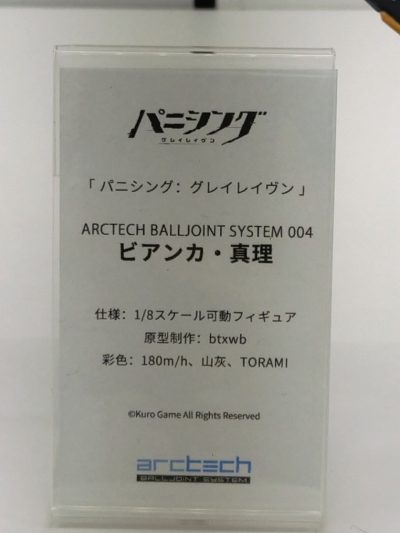 パニシング
グレイレイヴン
「 パニシング：グレイレイヴン 」
ARCTECH BALLJOINT SYSTEM 004
ビアンカ・真理
仕様：1/8スケール可動フィギュア
原型制作：btxwb
彩色：180m/h、山灰、TORAMI
©Kuro Game All Rights Reserved
arctech
BALLJOINT SYSTEM